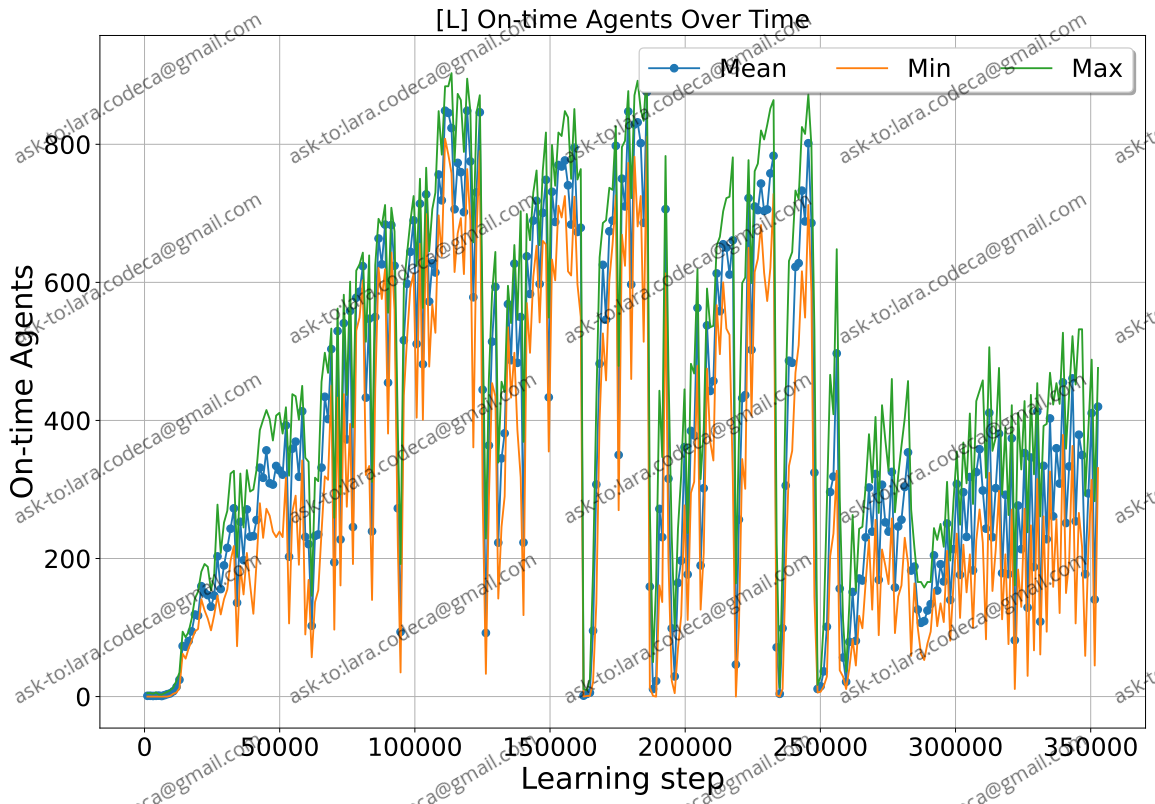 [L] On-time Agents Over Time
Mean Min Max
On-time Agents
800
600
400
200
0
0 50000 100000 150000 200000 250000 300000 350000
Learning step
ask-to:lara.codeca@gmail.com